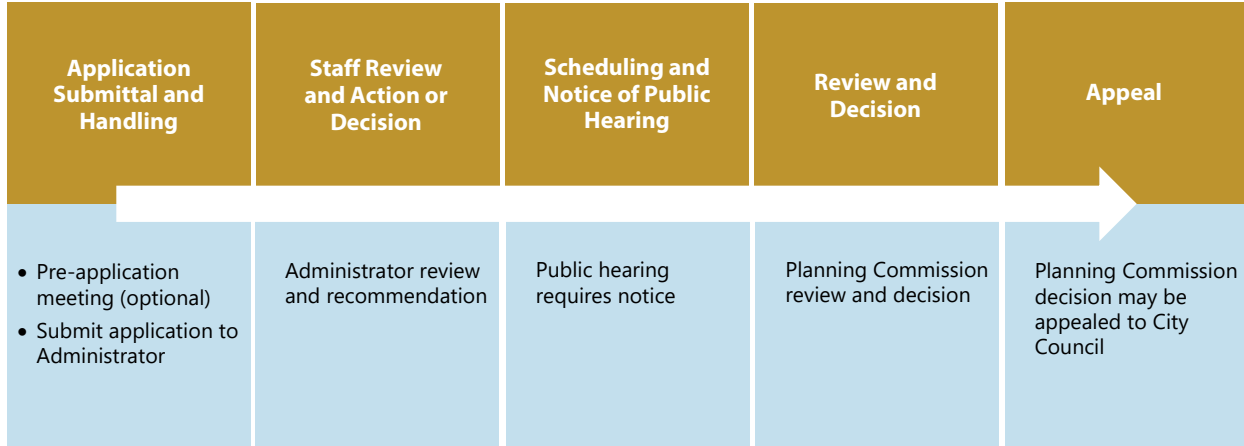 Application
Submittal and
Handling
Staff Review
and Action or
Decision
Scheduling and
Notice of Public
Hearing
Review and
Decision
Appeal
• Pre-application
meeting (optional)
• Submit application to
Administrator
Administrator review
and recommendation
Public hearing
requires notice
Planning Commission
review and decision
Planning Commission
decision may be
appealed to City
Council